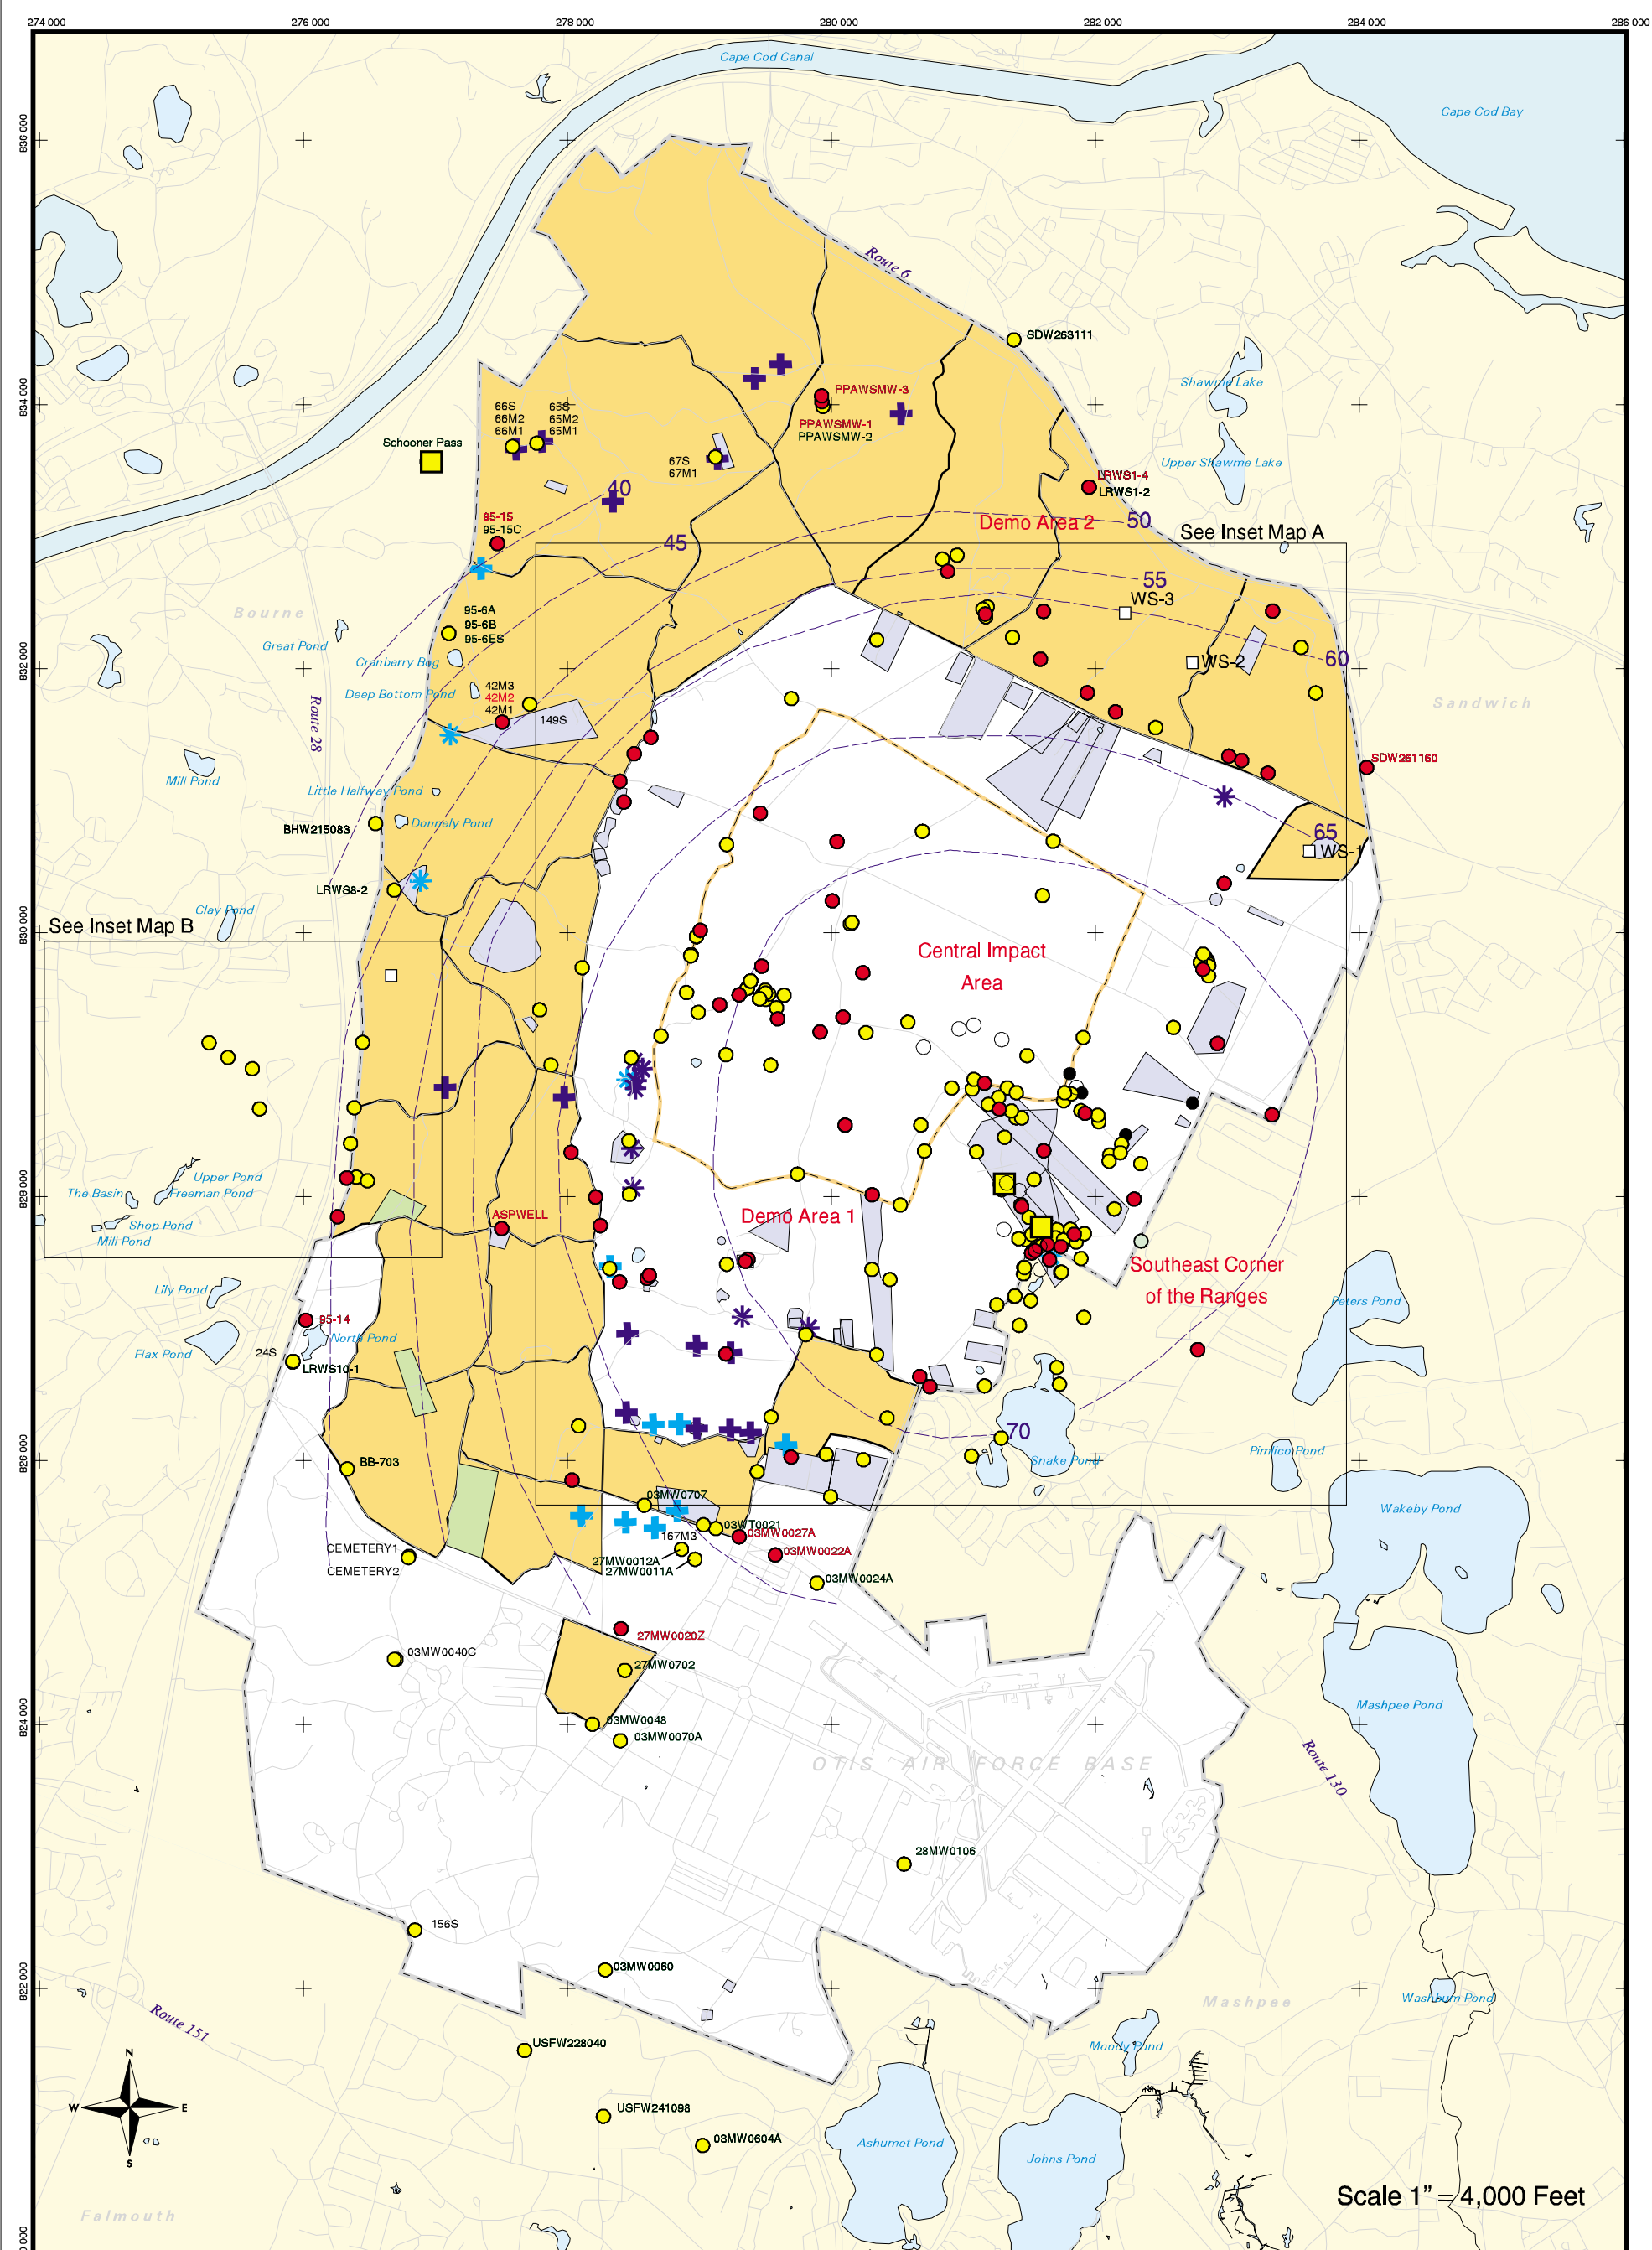 274 000
276 000
278 000
280 000
282 000
284 000
286 000
Cape Cod Canal
Cape Cod Bay
836 000
Route 6
SDW263111
Shawme Lake
834 000
PPAWSMW-3
66S
66M2
66M1
65S
65M2
65M1
PPAWSMW-1
PPAWSMW-2
Schooner Pass
67S
67M1
Upper Shawme Lake
LRWS1-4
LRWS1-2
40
95-15
95-15C
Demo Area 2
50
See Inset Map A
45
55
WS-3
Bourne
95-6A
95-6B
95-6ES
Great Pond
Cranberry Bog
832 000
WS-2
60
Deep Bottom Pond
42M3
42M2
42M1
149S
Sandwich
Route 28
SDW261160
Mill Pond
Little Halfway Pond
Donnely Pond
BHW215083
65
WS-1
LRWS8-2
Clay Pond
830 000
See Inset Map B
Central Impact
Area
828 000
The Basin
Upper Pond
Freeman Pond
Shop Pond
Mill Pond
ASPWELL
Demo Area 1
Southeast Corner
of the Ranges
Lily Pond
Peters Pond
95-14
North Pond
Flax Pond
24S
LRWS10-1
70
826 000
Snake Pond
Pimlico Pond
BB-703
03MW0707
Wakeby Pond
03WT0021
167M3
03MW0027A
CEMETERY1
CEMETERY2
27MW0012A
27MW0011A
03MW0022A
03MW0024A
27MW0020Z
03MW0040C
27MW0702
Mashpee Pond
824 000
03MW0048
03MW0070A
OTIS AIR FORCE BASE
Route 130
28MW0106
156S
03MW0060
822 000
Mashpee
Washburn Pond
Route 151
USFW228040
Moody Pond
N
W
E
S
USFW241098
03MW0604A
Ashumet Pond
Johns Pond
Scale 1” = 4,000 Feet
Falmouth